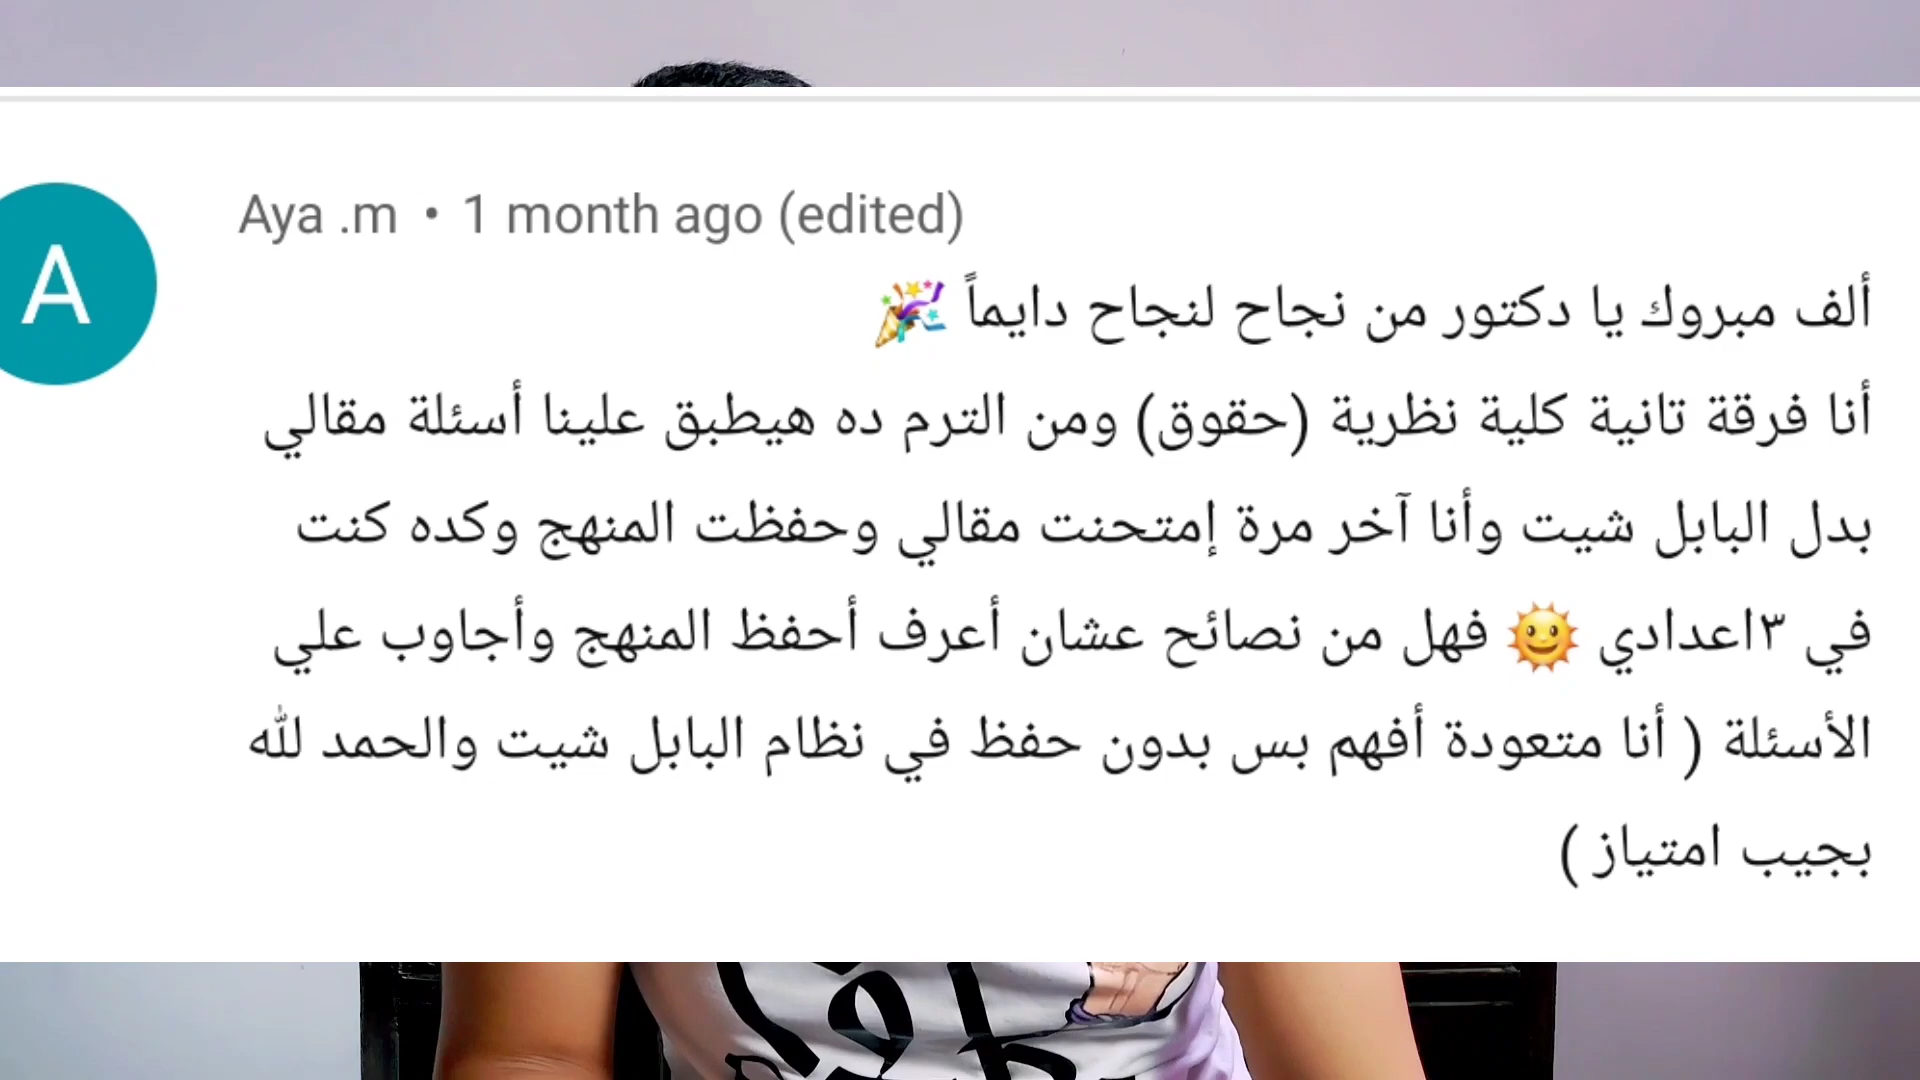 Aya .m • 1 month ago (edited)
A
ألف مبروك يا دكتور من نجاح لنجاح دايماً 🎉
أنا فرقة تانية كلية نظرية (حقوق) ومن الترم ده هيطبق علينا أسئلة مقالي
بدل البابل شيت وأنا آخر مرة إمتحنت مقالي وحفظت المنهج وكده كنت
في ٣اعدادي 🌞 فهل من نصائح عشان أعرف أحفظ المنهج وأجاوب علي
الأسئلة ( أنا متعودة أفهم بس بدون حفظ في نظام البابل شيت والحمد لله
بجيب امتياز )